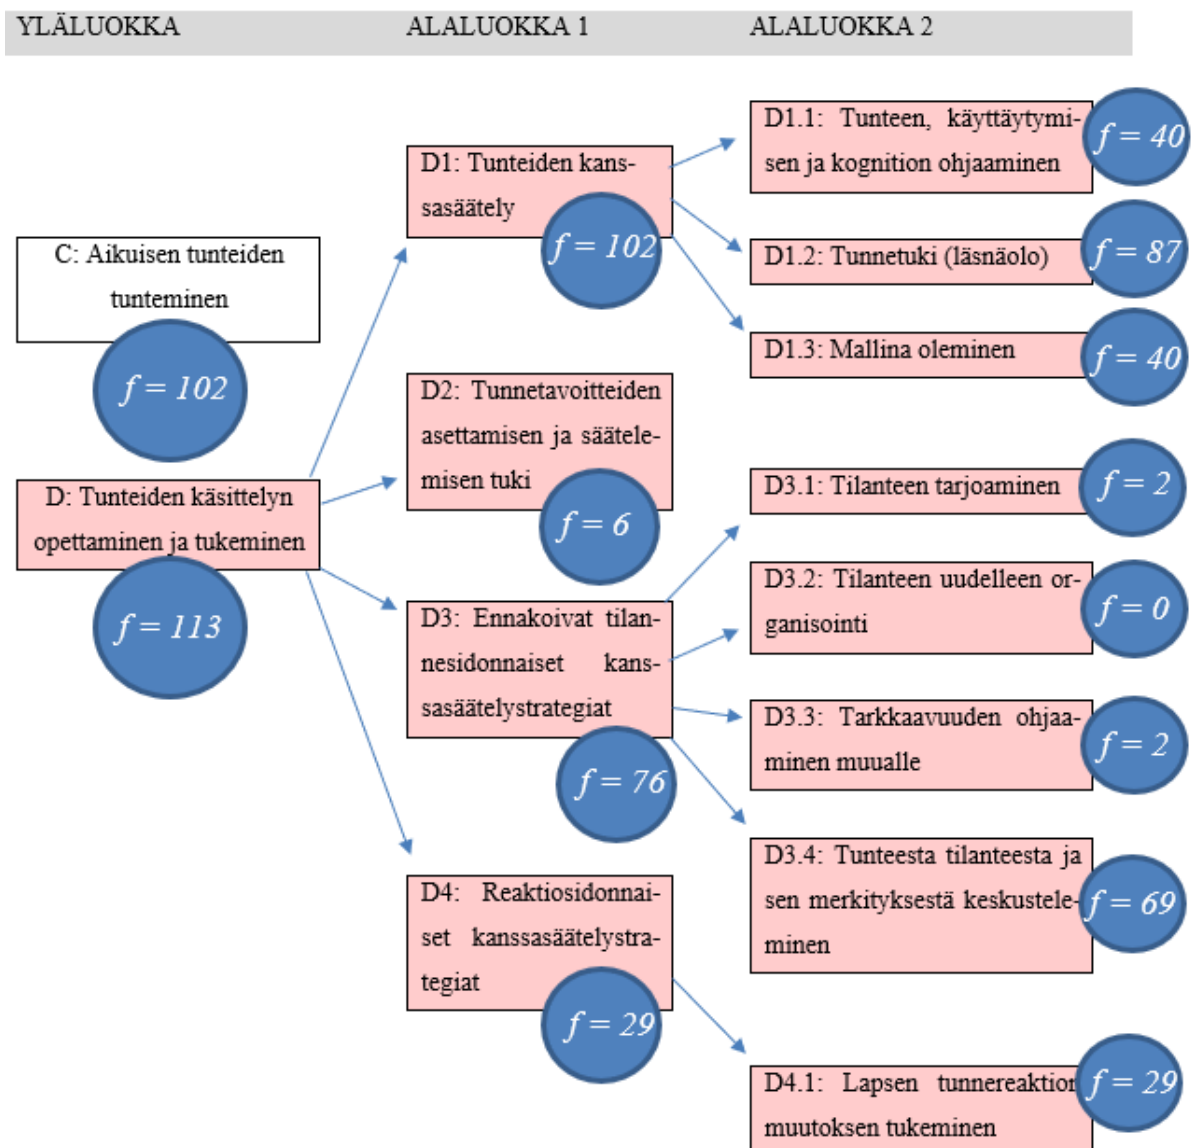 YLÄLUOKKA
ALALUOKKA 1
ALALUOKKA 2
C: Aikuisen tunteiden
tunteminen
f = 102
D: Tunteiden käsittelyn
opettaminen ja tukeminen
f = 113
D1: Tunteiden kans-
sasäätely
f = 102
D2: Tunnetavoitteiden
asettamisen ja säätele-
misen tuki
f = 6
D3: Ennakoivat tilan-
nesidonnaiset kans-
sasäätelystrategiat
f = 76
D4: Reaktiosidonnai-
set kanssasäätelystra-
tegiat
f = 29
D1.1: Tunteen, käyttäytymi-
sen ja kognition ohjaaminen
f = 40
D1.2: Tunnetuki (läsnäolo)
f = 87
D1.3: Mallina oleminen
f = 40
D3.1: Tilanteen tarjoaminen
f = 2
D3.2: Tilanteen uudelleen or-
ganisointi
f = 0
D3.3: Tarkkaavuuden ohjaa-
minen muualle
f = 2
D3.4: Tunteesta tilanteesta ja
sen merkityksestä keskustele-
minen
f = 69
D4.1: Lapsen tunnereaktion
muutoksen tukeminen
f = 29